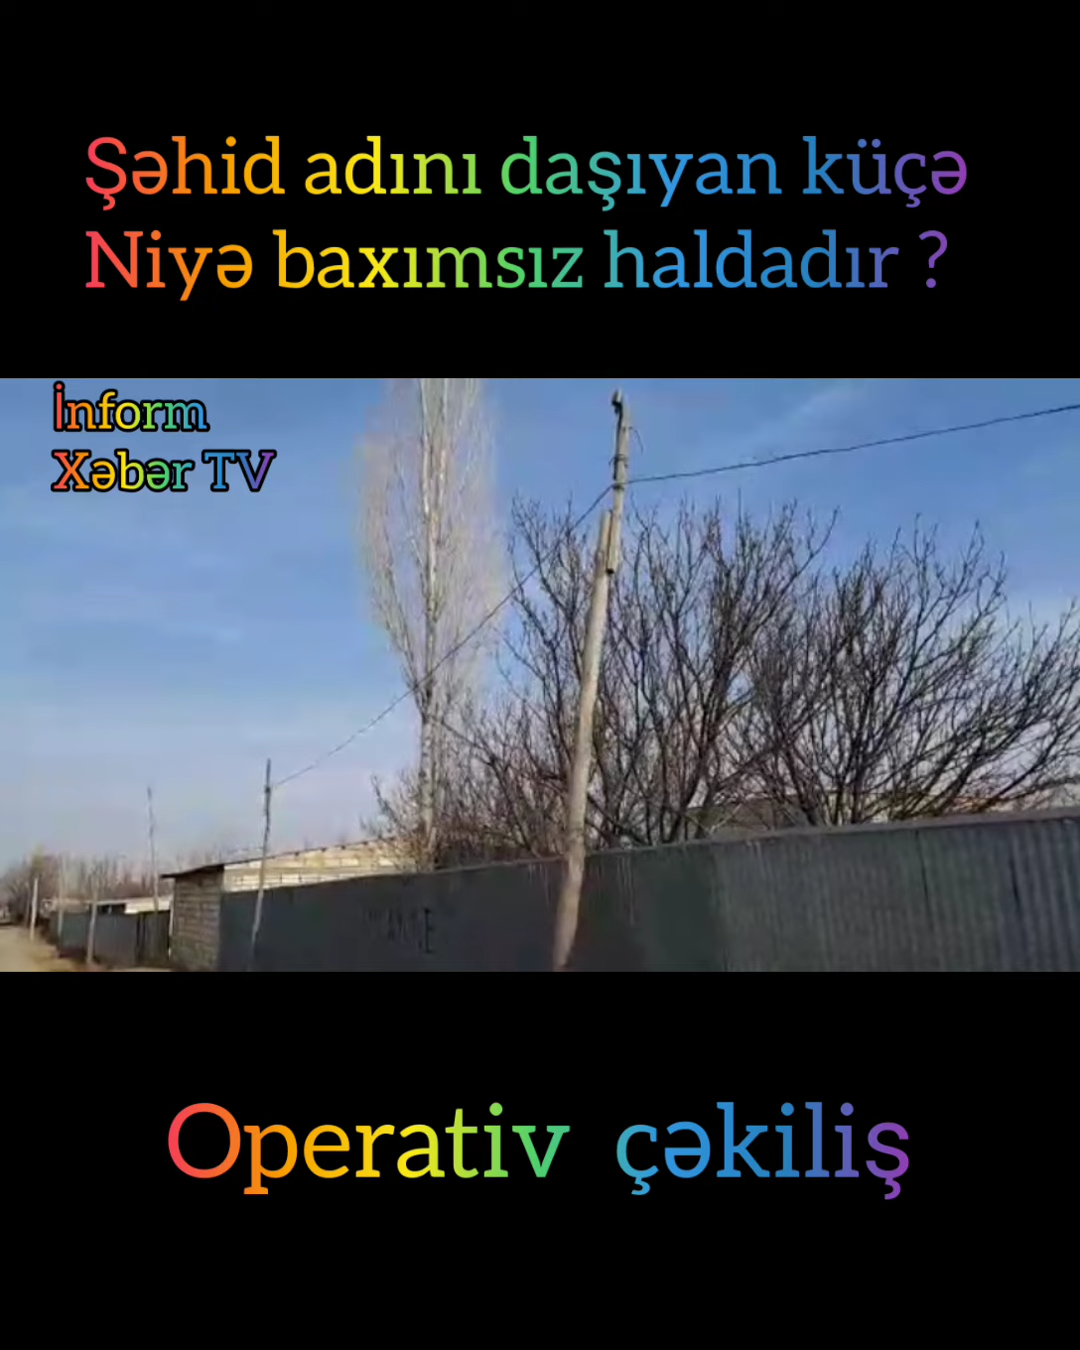 Şəhid adını daşıyan küçə
Niyə baxımsız haldadır ?
İnform
Xəbər TV
Operativ çəkiliş